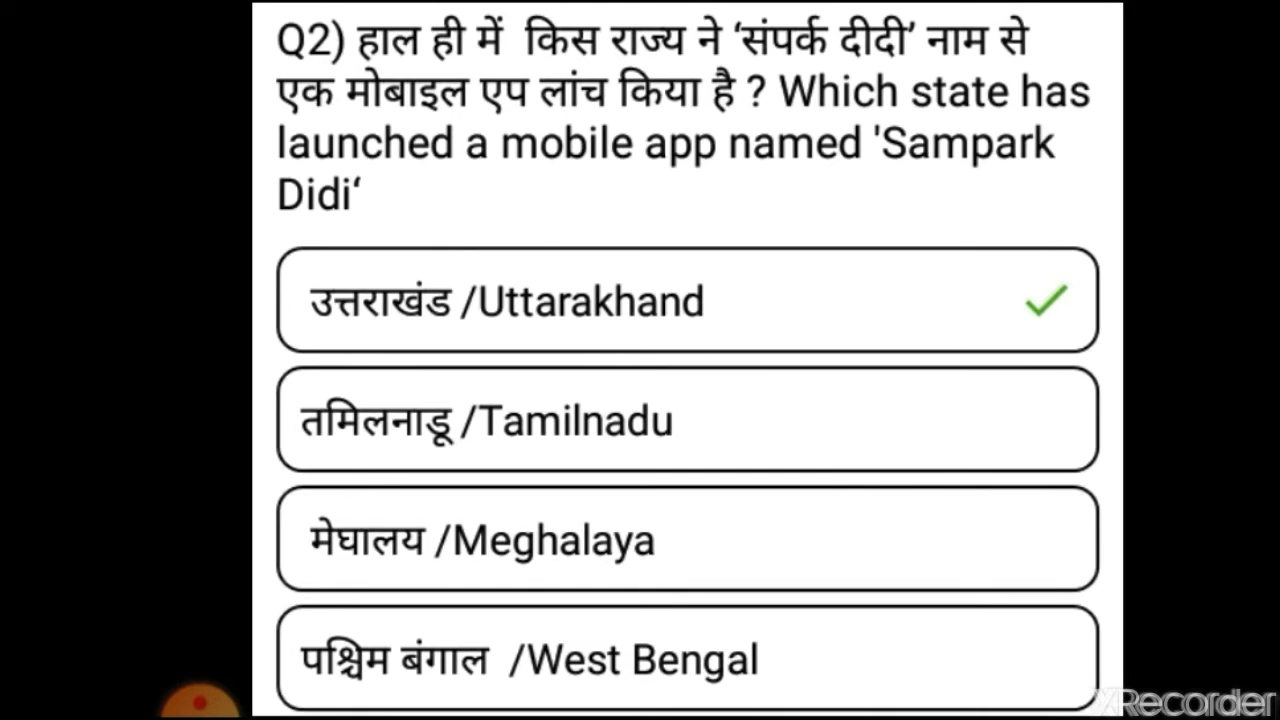 Q2) हाल ही में किस राज्य ने ‘संपर्क दीदी’ नाम से
एक मोबाइल एप लांच किया है ? Which state has
launched a mobile app named 'Sampark
Didi‘
उत्तराखंड /Uttarakhand
तमिलनाडू /Tamilnadu
मेघालय /Meghalaya
पश्चिम बंगाल /West Bengal
XRecorder